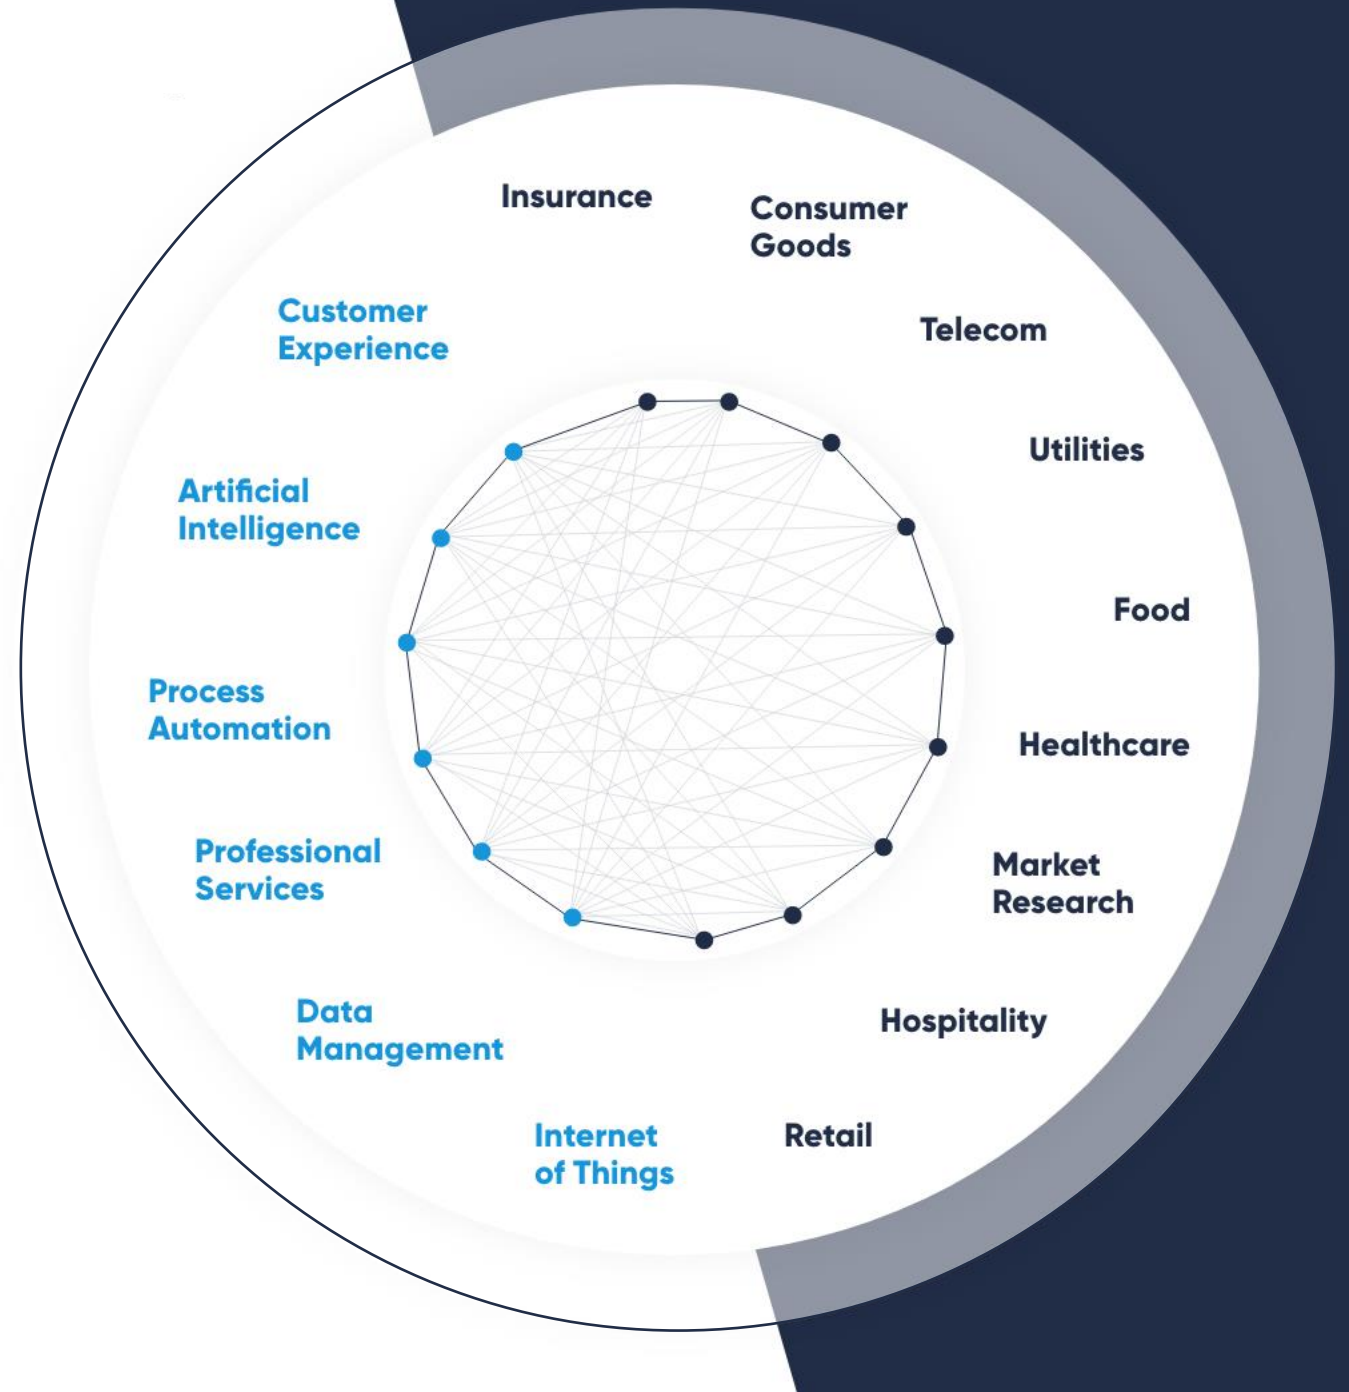 Insurance
Consumer
Goods
Telecom
Utilities
Food
Healthcare
Market
Research
Hospitality
Retail
Internet
of Things
Data
Management
Professional
Services
Process
Automation
Artificial
Intelligence
Customer
Experience